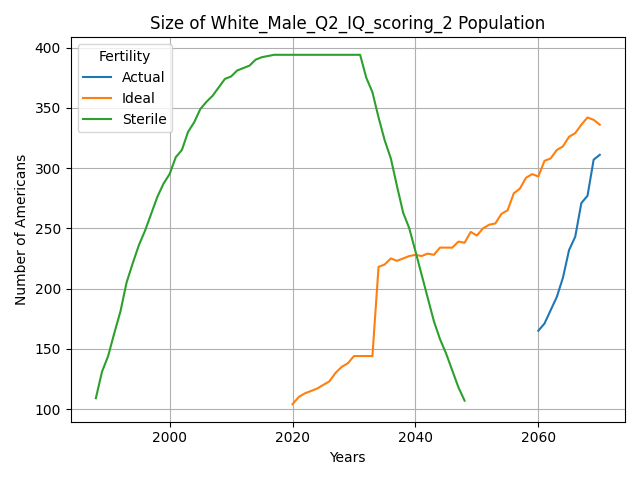 Size of White_Male_Q2_IQ_scoring_2 Population
Fertility
Actual
Ideal
Sterile
Number of Americans
400
350
300
250
200
150
100
2000
2020
2040
2060
Years